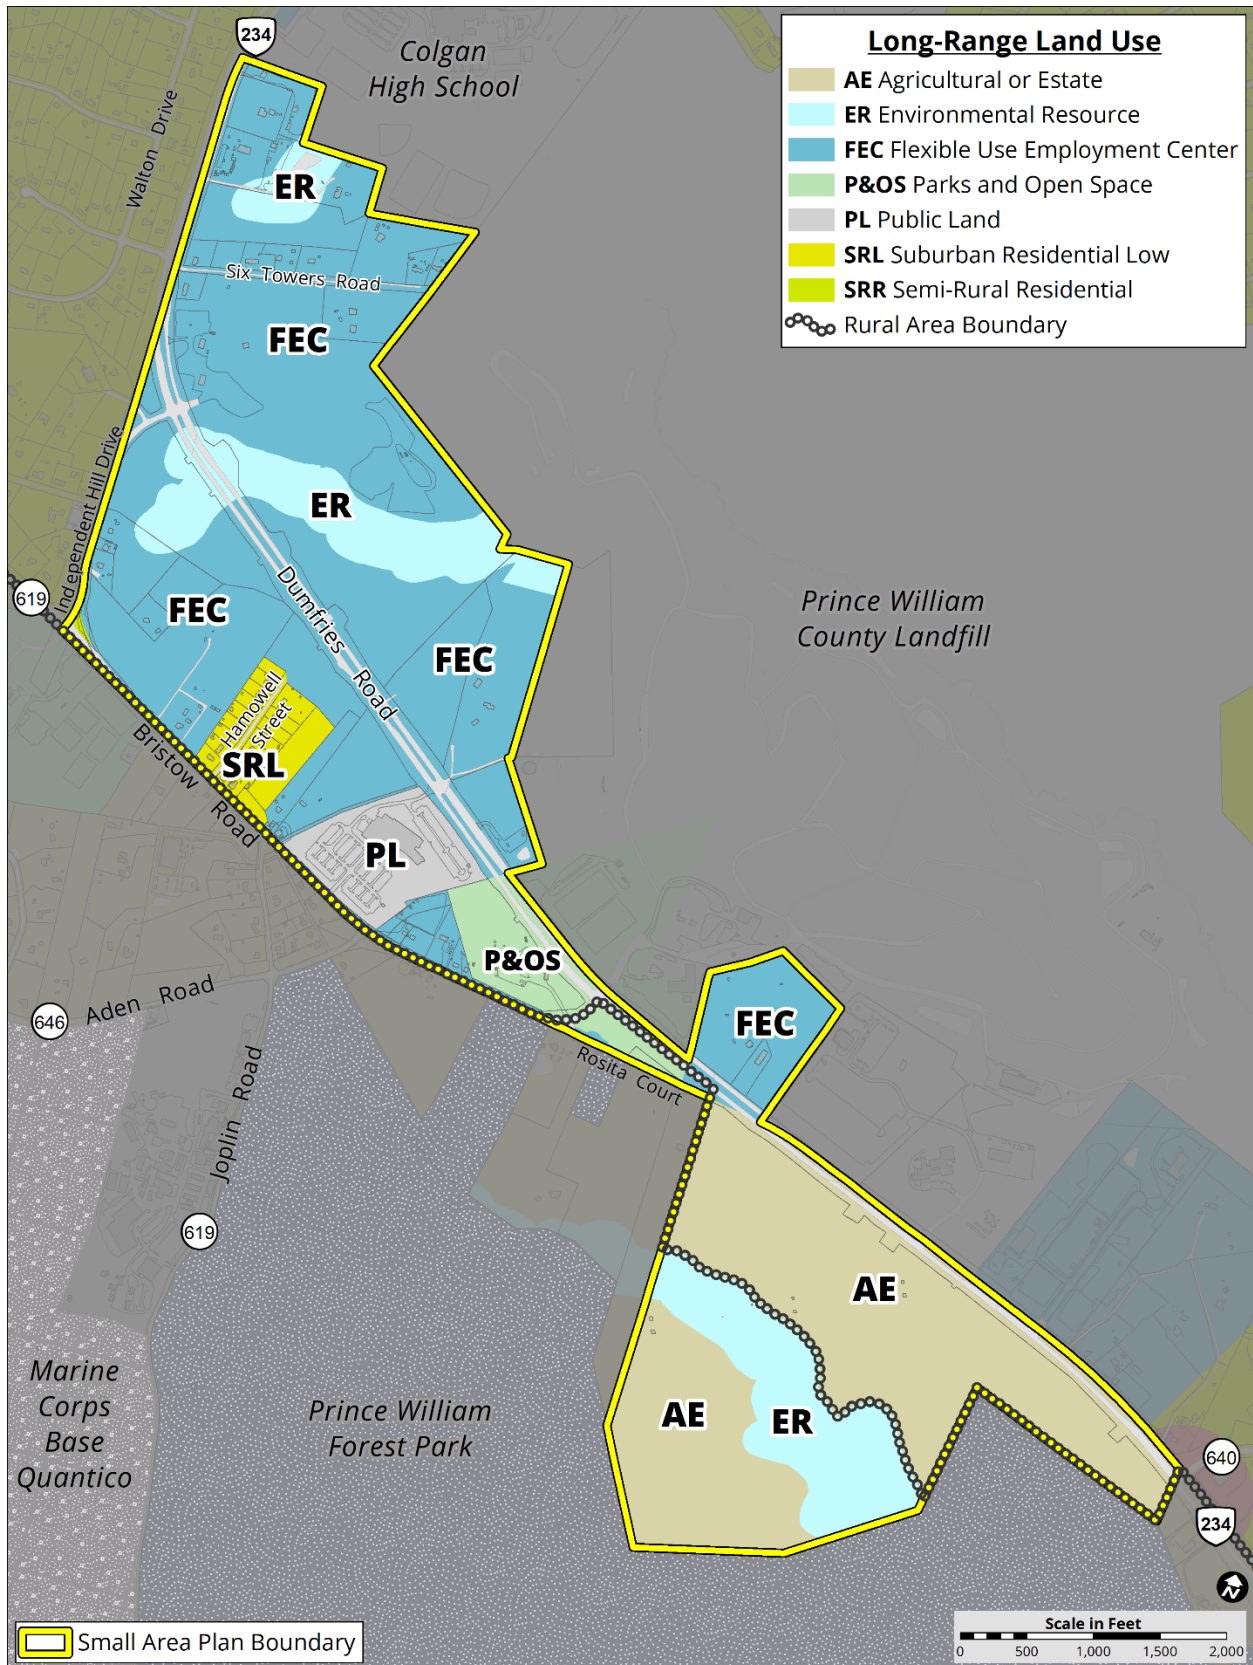 234
Colgan
High School
Long-Range Land Use
AE Agricultural or Estate
ER Environmental Resource
FEC Flexible Use Employment Center
P&OS Parks and Open Space
PL Public Land
SRL Suburban Residential Low
SRR Semi-Rural Residential
Rural Area Boundary
Walton Drive
ER
Six Towers Road
FEC
Independent Hill Drive
ER
619
FEC
Dumfries Road
FEC
Prince William
County Landfill
Hamowell
Street
SRL
Bristow Road
PL
P&OS
FEC
646
Aden Road
Rosita Court
Joplin Road
619
AE
AE
ER
Marine
Corps
Base
Quantico
Prince William
Forest Park
640
234
Small Area Plan Boundary
Scale in Feet
0 500 1,000 1,500 2,000